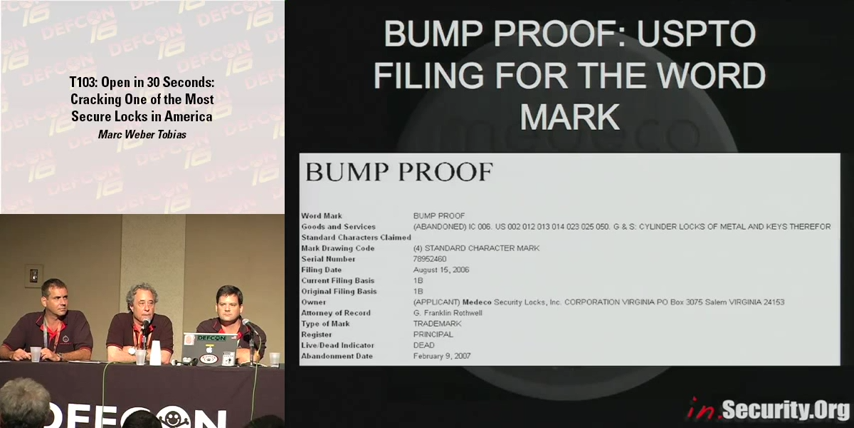 DEFCON 16
T103: Open in 30 Seconds:
Cracking One of the Most
Secure Locks in America
Marc Weber Tobias
BUMP PROOF: USPTO
FILING FOR THE WORD
MARK
BUMP PROOF
Word Mark BUMP PROOF
Goods and Services (ABANDONED) IC 006. US 002 012 013 014 023 025 050. G & S: CYLINDER LOCKS OF METAL AND KEYS THEREFOR
Standard Characters Claimed
Mark Drawing Code (4) STANDARD CHARACTER MARK
Serial Number 78952460
Filing Date August 15, 2006
Current Filing Basis 1B
Original Filing Basis 1B
Owner (APPLICANT) Medeco Security Locks, Inc. CORPORATION VIRGINIA PO Box 3075 Salem VIRGINIA 24153
Attorney of Record G. Franklin Rothwell
Type of Mark TRADEMARK
Register PRINCIPAL
Live/Dead Indicator DEAD
Abandonment Date February 9, 2007
DEFCON
DEFCON
in.Security.Org